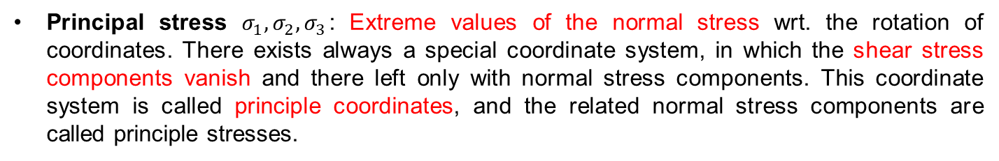 • Principal stress σ₁, σ₂, σ₃: Extreme values of the normal stress wrt. the rotation of
coordinates. There exists always a special coordinate system, in which the shear stress
components vanish and there left only with normal stress components. This coordinate
system is called principle coordinates, and the related normal stress components are
called principle stresses.